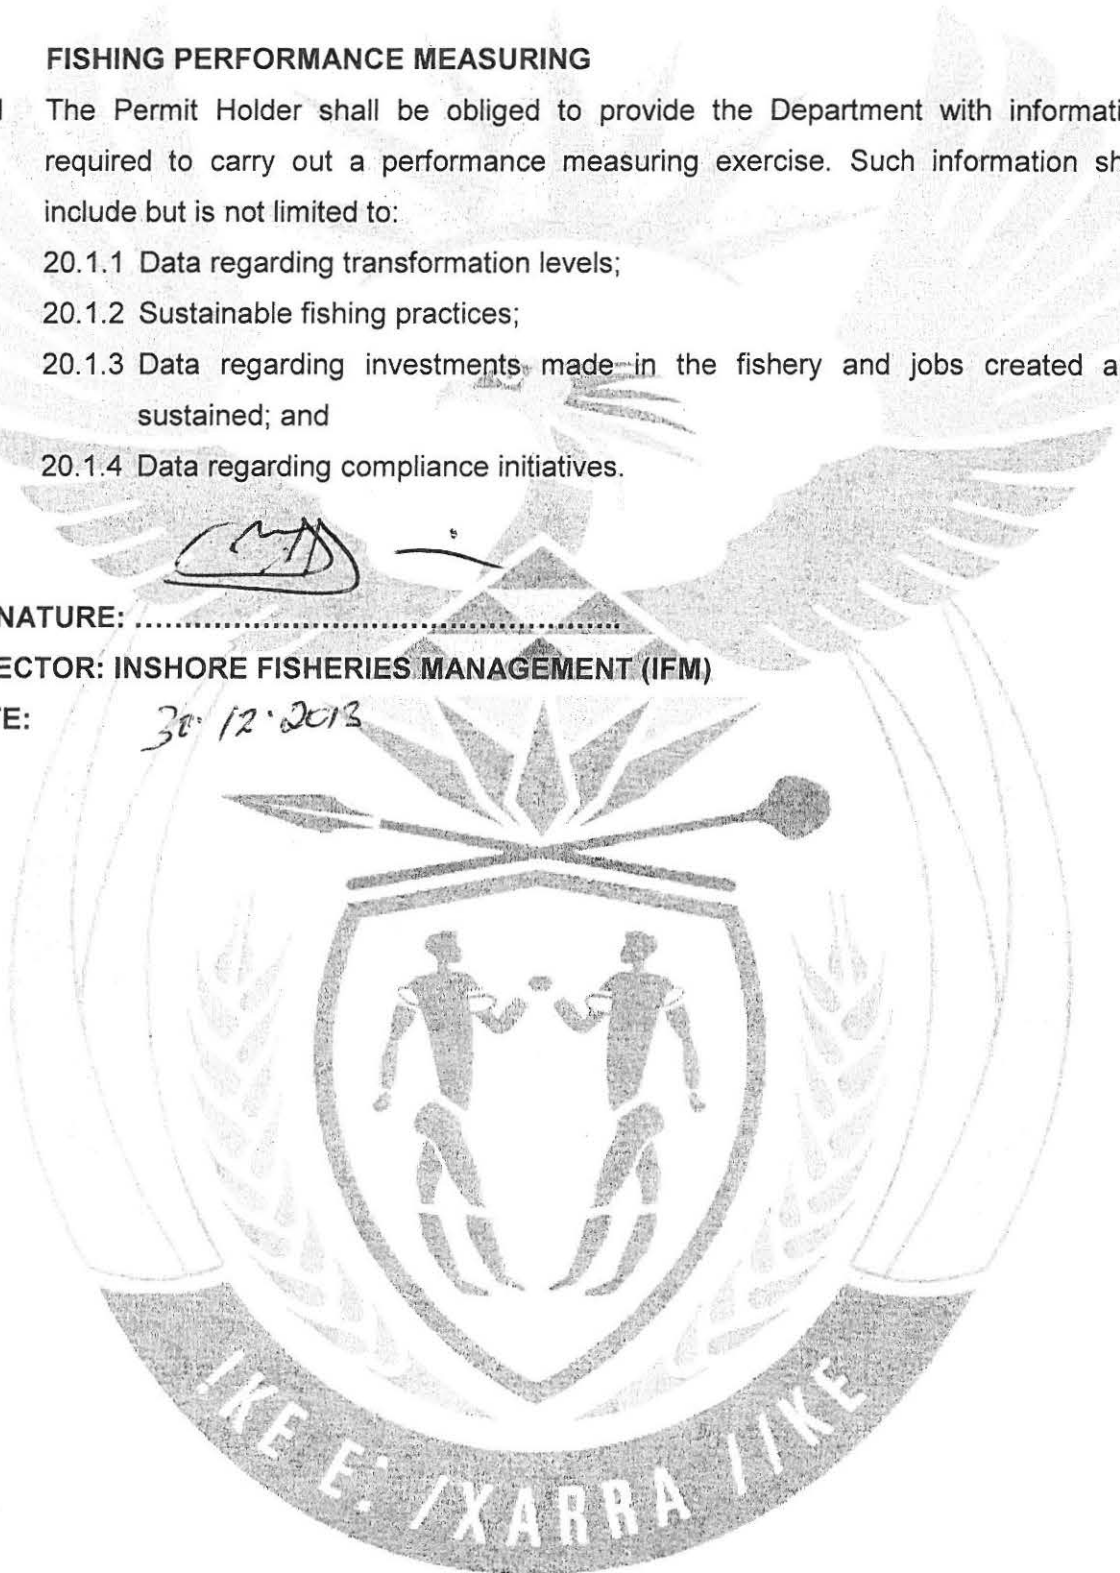 FISHING PERFORMANCE MEASURING
The Permit Holder shall be obliged to provide the Department with informati
required to carry out a performance measuring exercise. Such information sh
include but is not limited to:
20.1.1 Data regarding transformation levels;
20.1.2 Sustainable fishing practices;
20.1.3 Data regarding investments made in the fishery and jobs created a
sustained; and
20.1.4 Data regarding compliance initiatives.
NATURE: ..................................................
ECTOR: INSHORE FISHERIES MANAGEMENT (IFM)
E:
12.2013
!KE E: /XARRA //KE